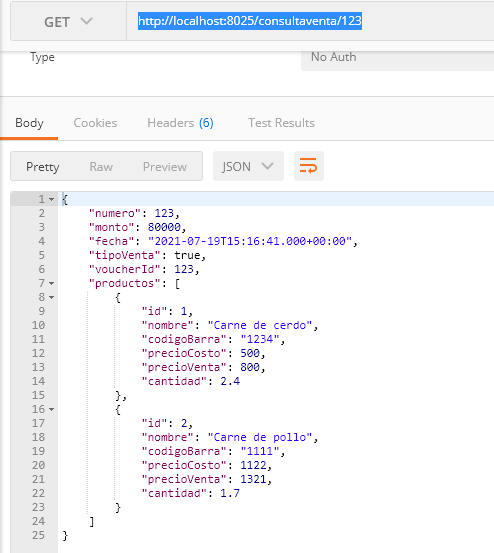 GET http://localhost:8025/consultaventa/123
Type No Auth
Body Cookies Headers (6) Test Results
Pretty Raw Preview JSON
1 {
2 "numero": 123,
3 "monto": 80000,
4 "fecha": "2021-07-19T15:16:41.000+00:00",
5 "tipoVenta": true,
6 "voucherId": 123,
7 "productos": [
8 {
9 "id": 1,
10 "nombre": "Carne de cerdo",
11 "codigoBarra": "1234",
12 "precioCosto": 500,
13 "precioVenta": 800,
14 "cantidad": 2.4
15 },
16 {
17 "id": 2,
18 "nombre": "Carne de pollo",
19 "codigoBarra": "1111",
20 "precioCosto": 1122,
21 "precioVenta": 1321,
22 "cantidad": 1.7
23 }
24 ]
25 }